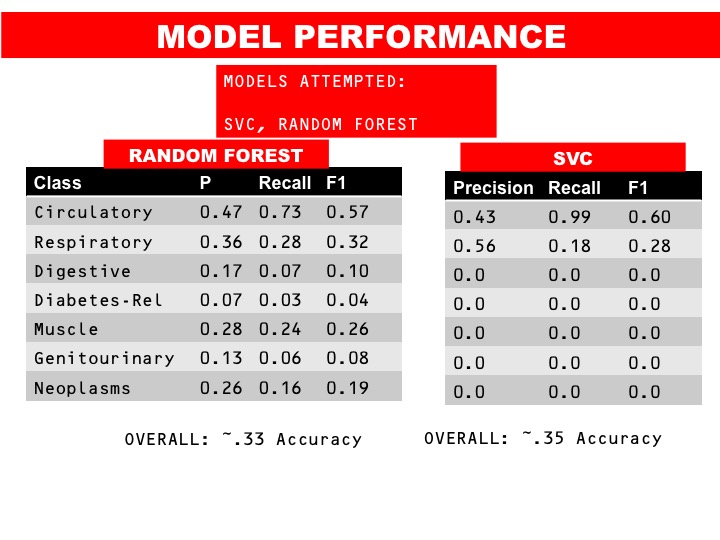 MODEL PERFORMANCE
MODELS ATTEMPTED:
SVC, RANDOM FOREST
RANDOM FOREST
Class P Recall F1
Circulatory 0.47 0.73 0.57
Respiratory 0.36 0.28 0.32
Digestive 0.17 0.07 0.10
Diabetes-Rel 0.07 0.03 0.04
Muscle 0.28 0.24 0.26
Genitourinary 0.13 0.06 0.08
Neoplasms 0.26 0.16 0.19
OVERALL: ~.33 Accuracy
SVC
Precision Recall F1
0.43 0.99 0.60
0.56 0.18 0.28
0.0 0.0 0.0
0.0 0.0 0.0
0.0 0.0 0.0
0.0 0.0 0.0
0.0 0.0 0.0
OVERALL: ~.35 Accuracy